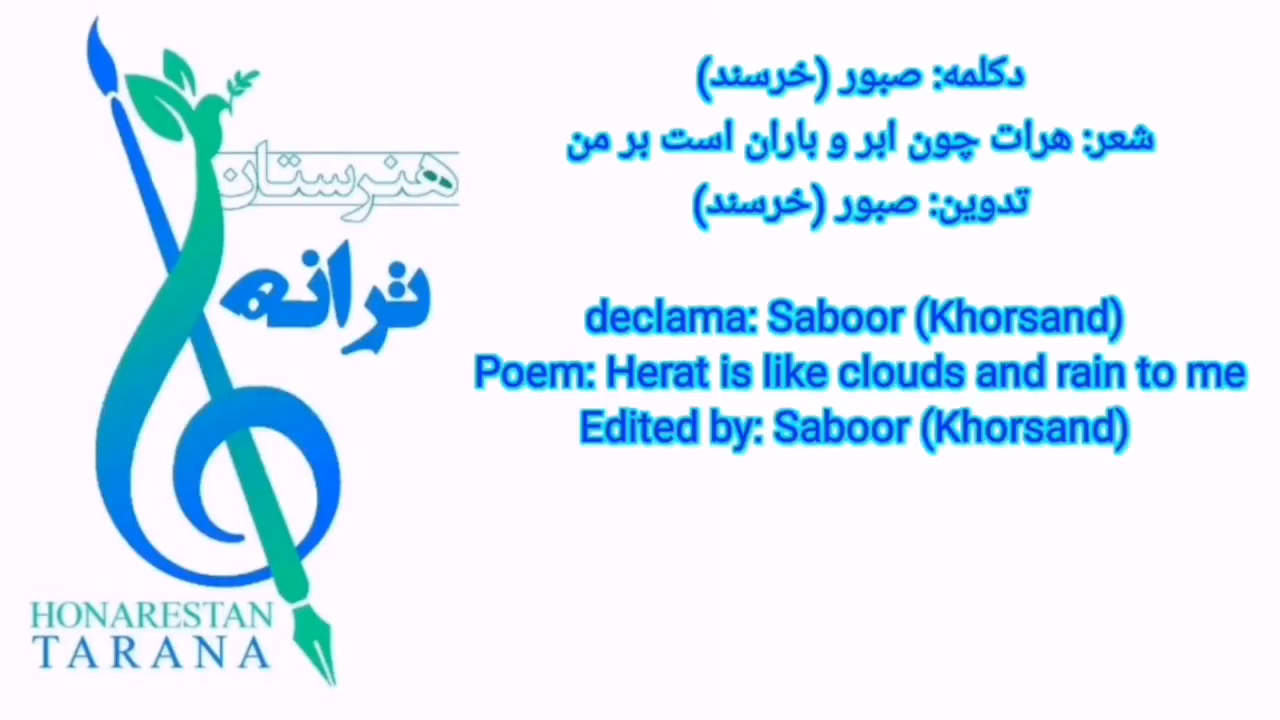 هنرستان
ترانه
HONARESTAN
TARANA
دکلمه: صبور (خرسند)
شعر: هرات چون ابر و باران است بر من
تدوین: صبور (خرسند)
declama: Saboor (Khorsand)
Poem: Herat is like clouds and rain to me
Edited by: Saboor (Khorsand)